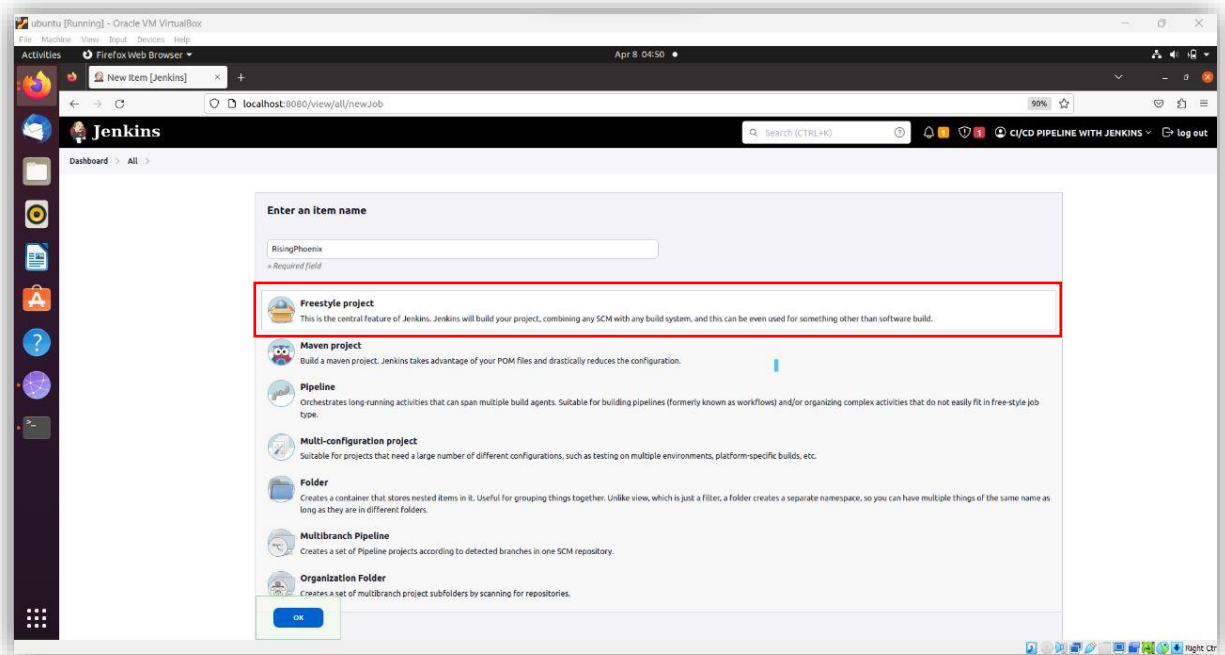 ubuntu [Running] - Oracle VM VirtualBox
File Machine View Input Devices Help
Activities Firefox Web Browser Apr 8 04:50
New Item [Jenkins]
localhost:8080/view/all/newJob 90%
Jenkins Search (CTRL+K) 1 1 CI/CD PIPELINE WITH JENKINS log out
Dashboard > All >
Enter an item name
RisingPhoenix
» Required field
Freestyle project
This is the central feature of Jenkins. Jenkins will build your project, combining any SCM with any build system, and this can be even used for something other than software build.
Maven project
Build a maven project. Jenkins takes advantage of your POM files and drastically reduces the configuration.
Pipeline
Orchestrates long-running activities that can span multiple build agents. Suitable for building pipelines (formerly known as workflows) and/or organizing complex activities that do not easily fit in free-style job
type.
Multi-configuration project
Suitable for projects that need a large number of different configurations, such as testing on multiple environments, platform-specific builds, etc.
Folder
Creates a container that stores nested items in it. Useful for grouping things together. Unlike view, which is just a filter, a folder creates a separate namespace, so you can have multiple things of the same name as
long as they are in different folders.
Multibranch Pipeline
Creates a set of Pipeline projects according to detected branches in one SCM repository.
Organization Folder
Creates a set of multibranch project subfolders by scanning for repositories.
OK
Right Ctrl